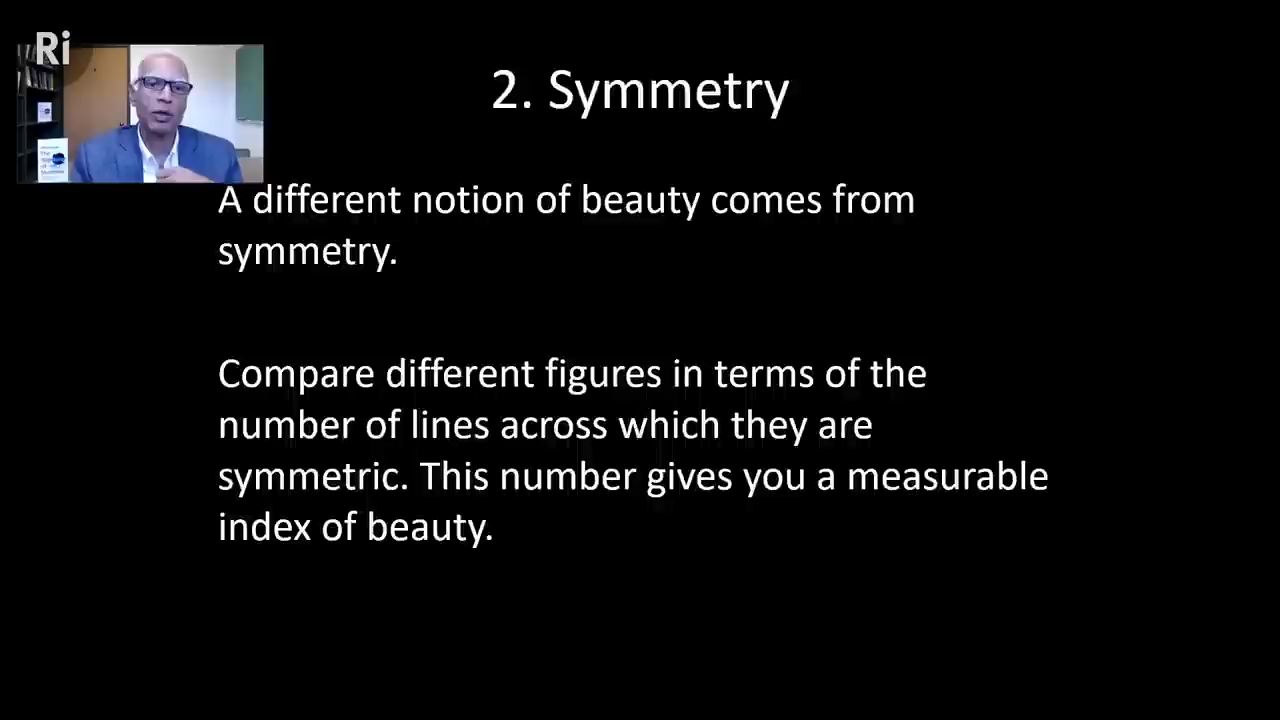 Ri
2. Symmetry
A different notion of beauty comes from
symmetry.
Compare different figures in terms of the
number of lines across which they are
symmetric. This number gives you a measurable
index of beauty.